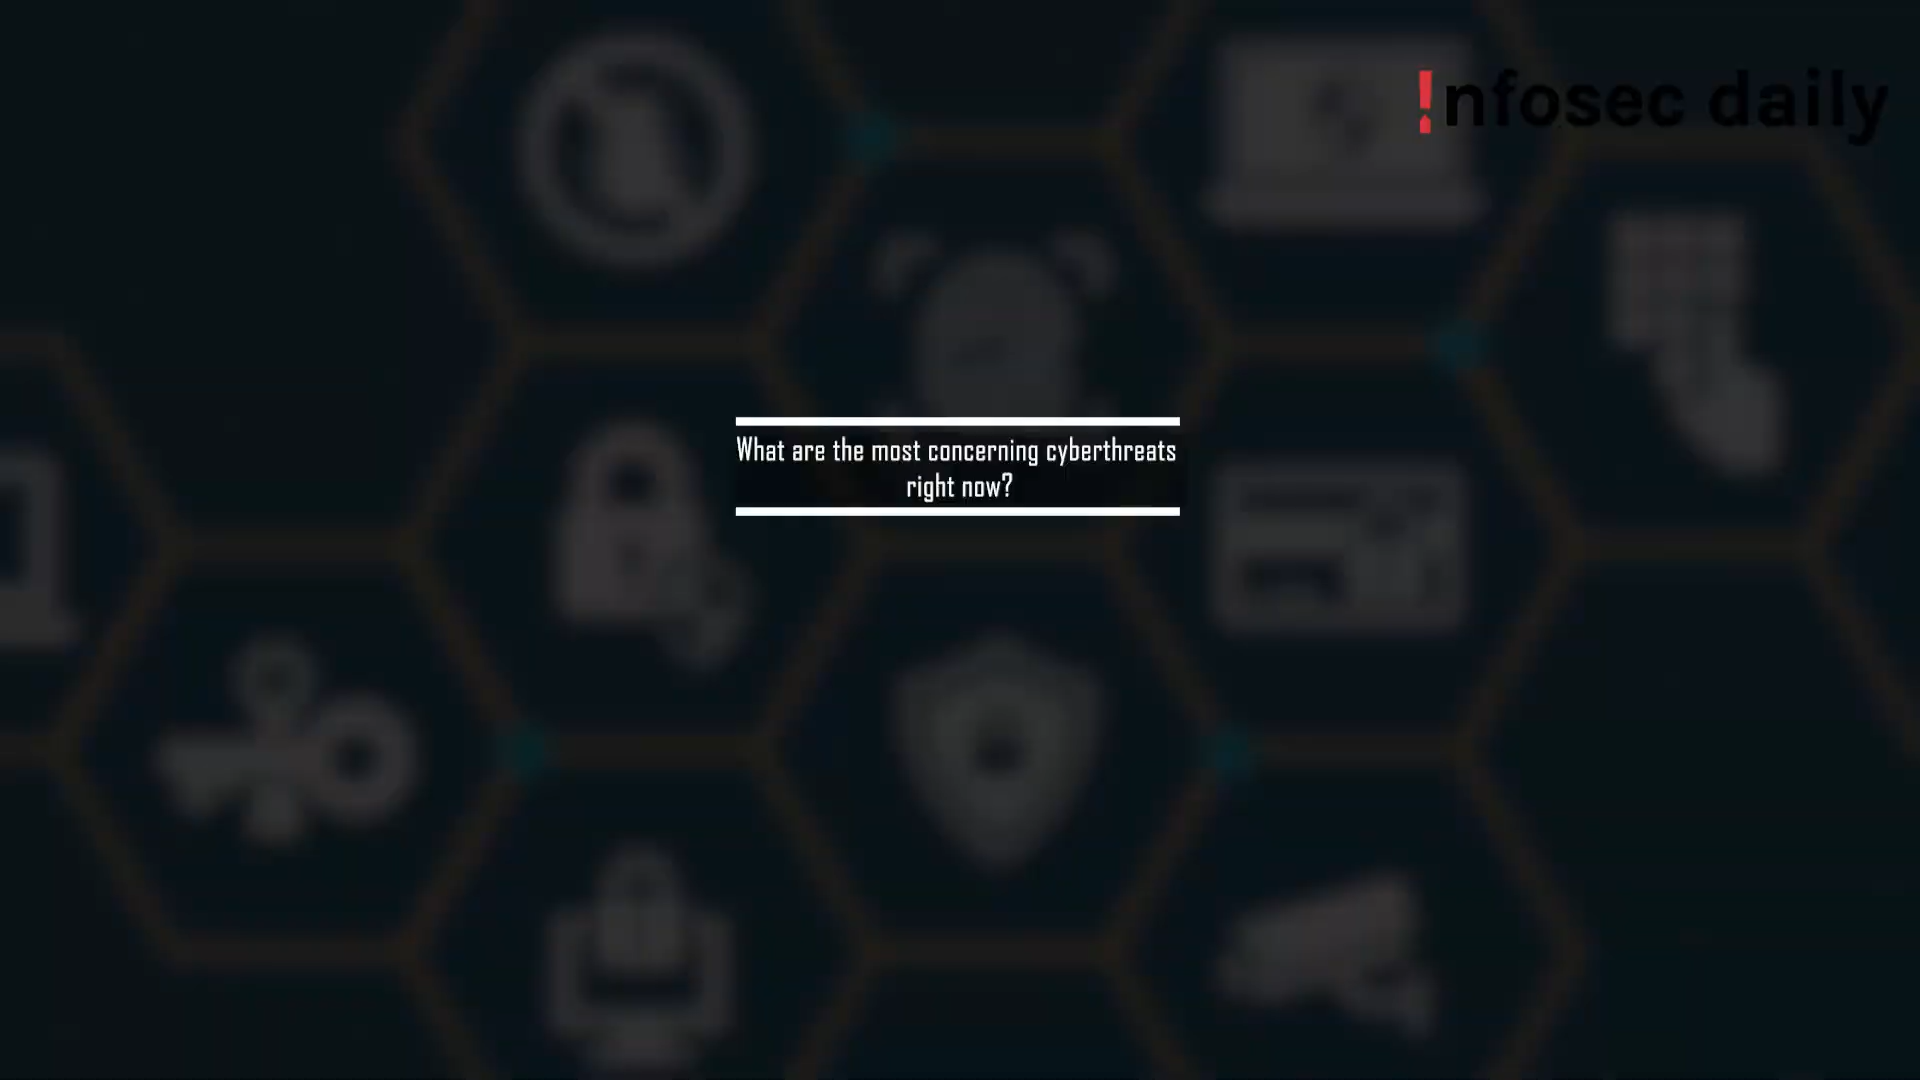 !nfosec daily
What are the most concerning cyberthreats
right now?